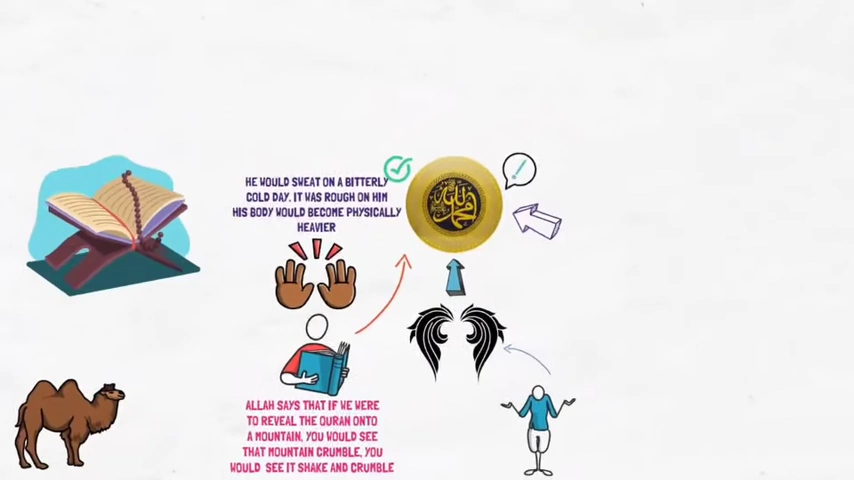 HE WOULD SWEAT ON A BITTERLY
COLD DAY. IT WAS ROUGH ON HIM
HIS BODY WOULD BECOME PHYSICALLY
HEAVIER
محمد
ALLAH SAYS THAT IF WE WERE
TO REVEAL THE QURAN ONTO
A MOUNTAIN, YOU WOULD SEE
THAT MOUNTAIN CRUMBLE, YOU
WOULD SEE IT SHAKE AND CRUMBLE